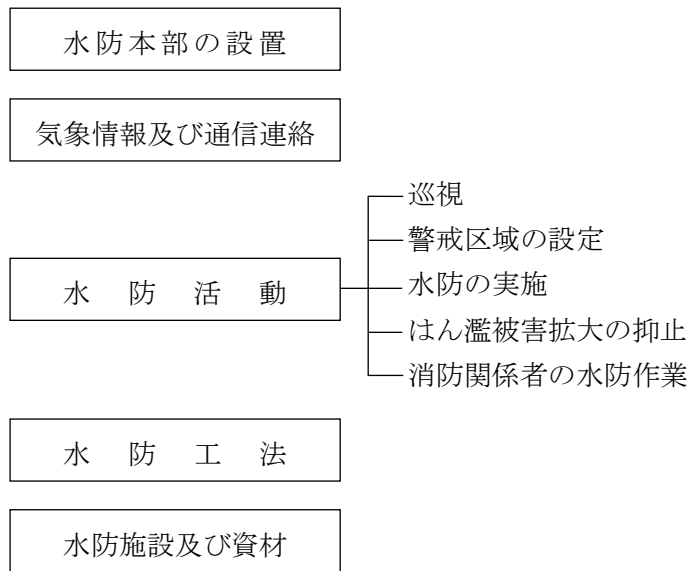 水防本部の設置
気象情報及び通信連絡
水防活動
巡視
警戒区域の設定
水防の実施
はん濫被害拡大の抑止
消防関係者の水防作業
水防工法
水防施設及び資材